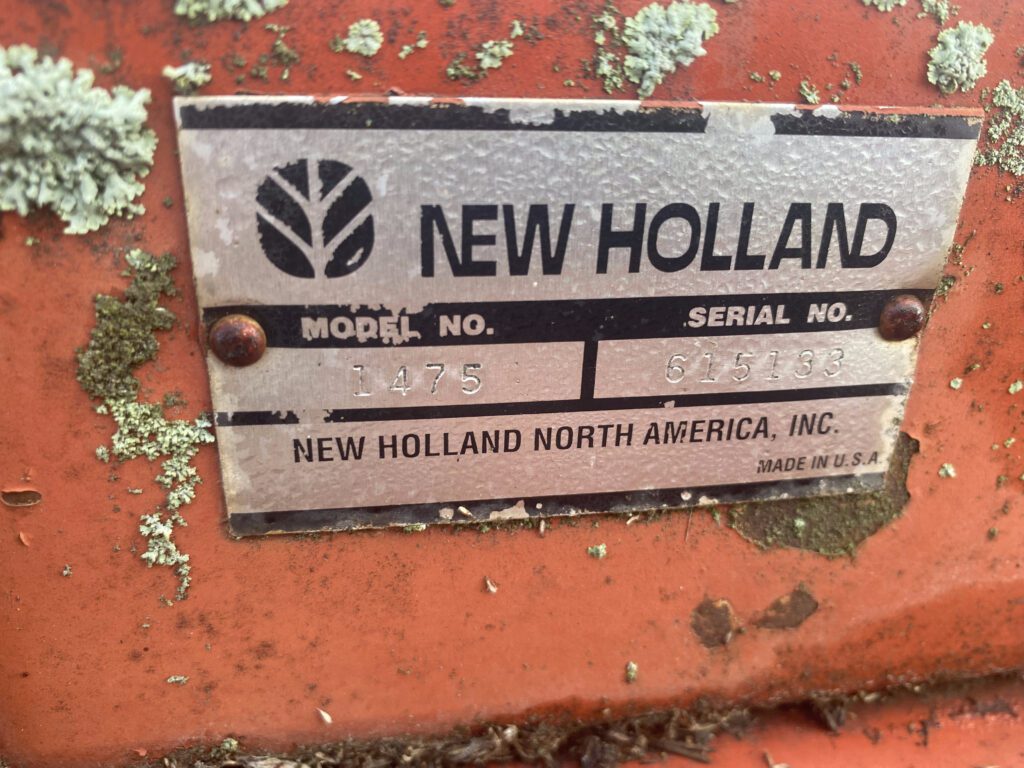 NEW HOLLAND
MODEL NO. SERIAL NO.
1475 615133
NEW HOLLAND NORTH AMERICA, INC.
MADE IN U.S.A.